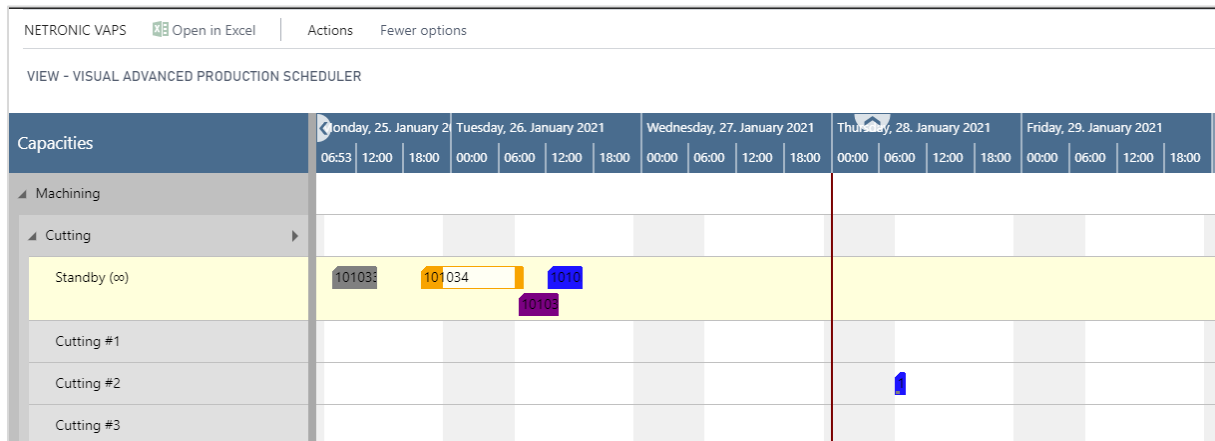 NETRONIC VAPS Open in Excel Actions Fewer options
VIEW - VISUAL ADVANCED PRODUCTION SCHEDULER
Capacities
onday, 25. January 2 Tuesday, 26. January 2021 Wednesday, 27. January 2021 Thursday, 28. January 2021 Friday, 29. January 2021
06:53 12:00 18:00 00:00 06:00 12:00 18:00 00:00 06:00 12:00 18:00 00:00 06:00 12:00 18:00 00:00 06:00 12:00 18:00
Machining
Cutting
Standby (∞) 101033 101034 1010
10103
Cutting #1
Cutting #2 1
Cutting #3